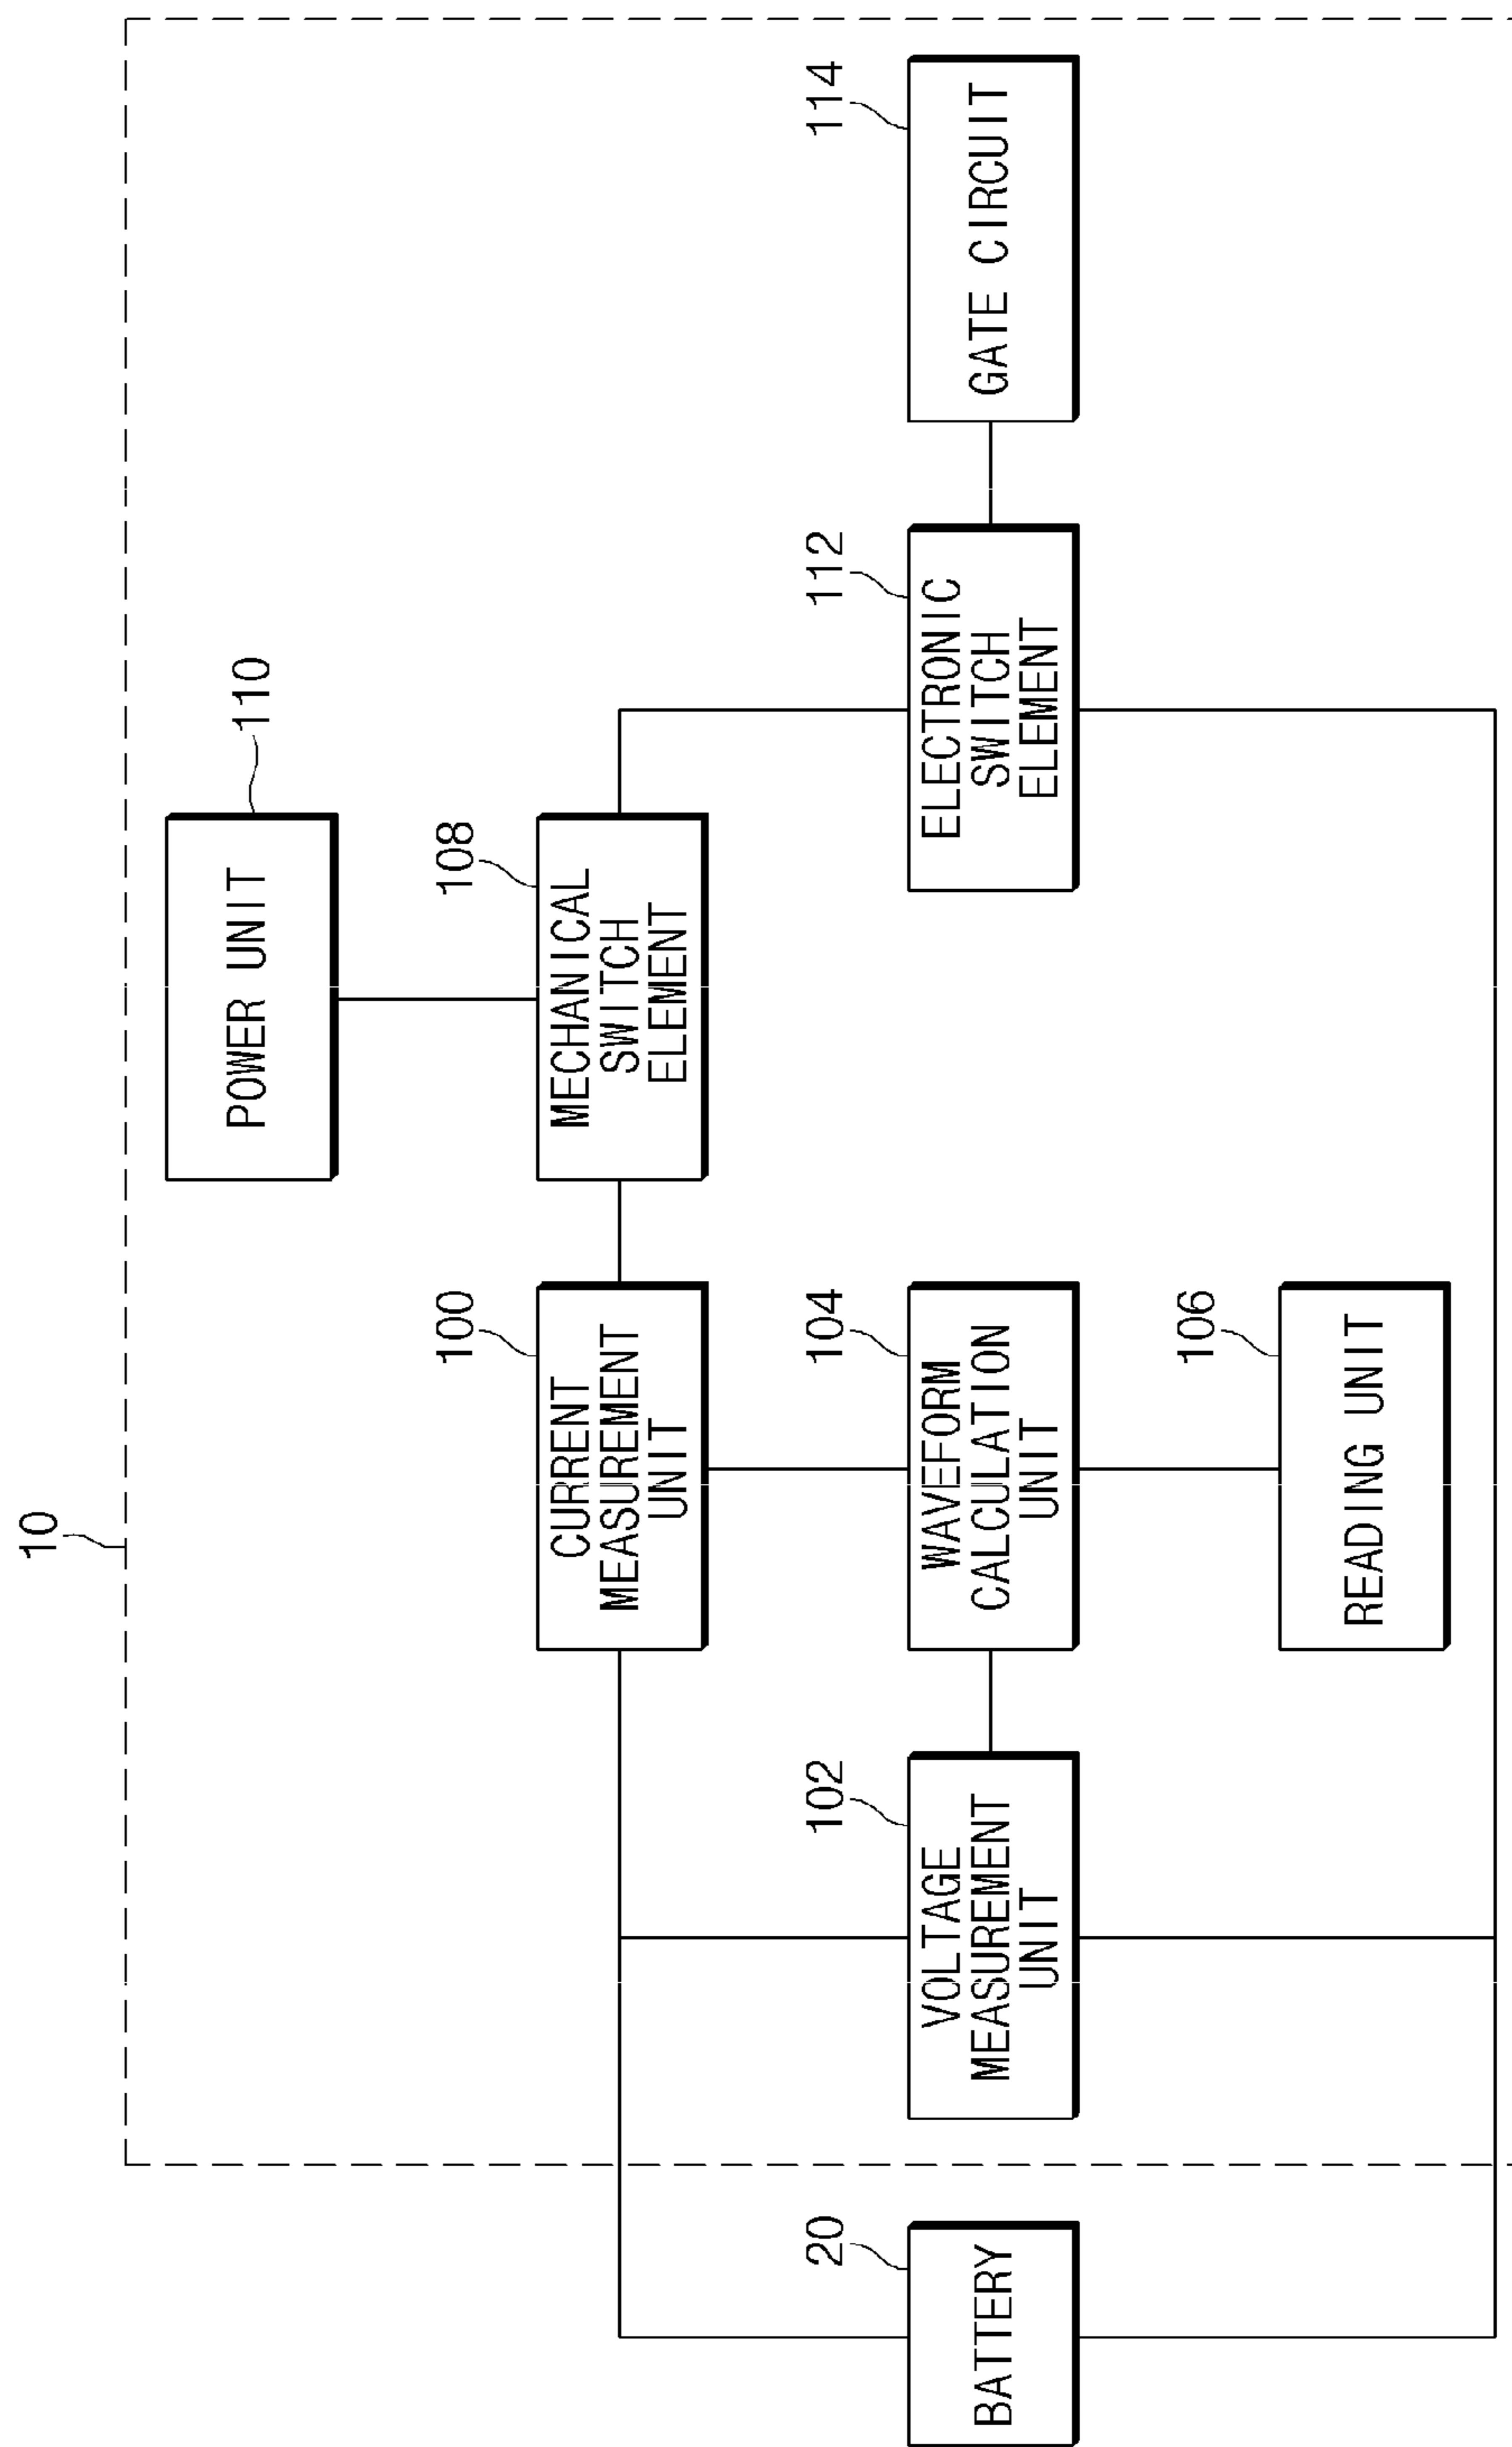 10
POWER UNIT
110
CURRENT
MEASUREMENT
UNIT
100
MECHANICAL
SWITCH
ELEMENT
108
BATTERY
20
VOLTAGE
MEASUREMENT
UNIT
102
WAVEFORM
CALCULATION
UNIT
104
ELECTRONIC
SWITCH
ELEMENT
112
GATE CIRCUIT
114
READING UNIT
106